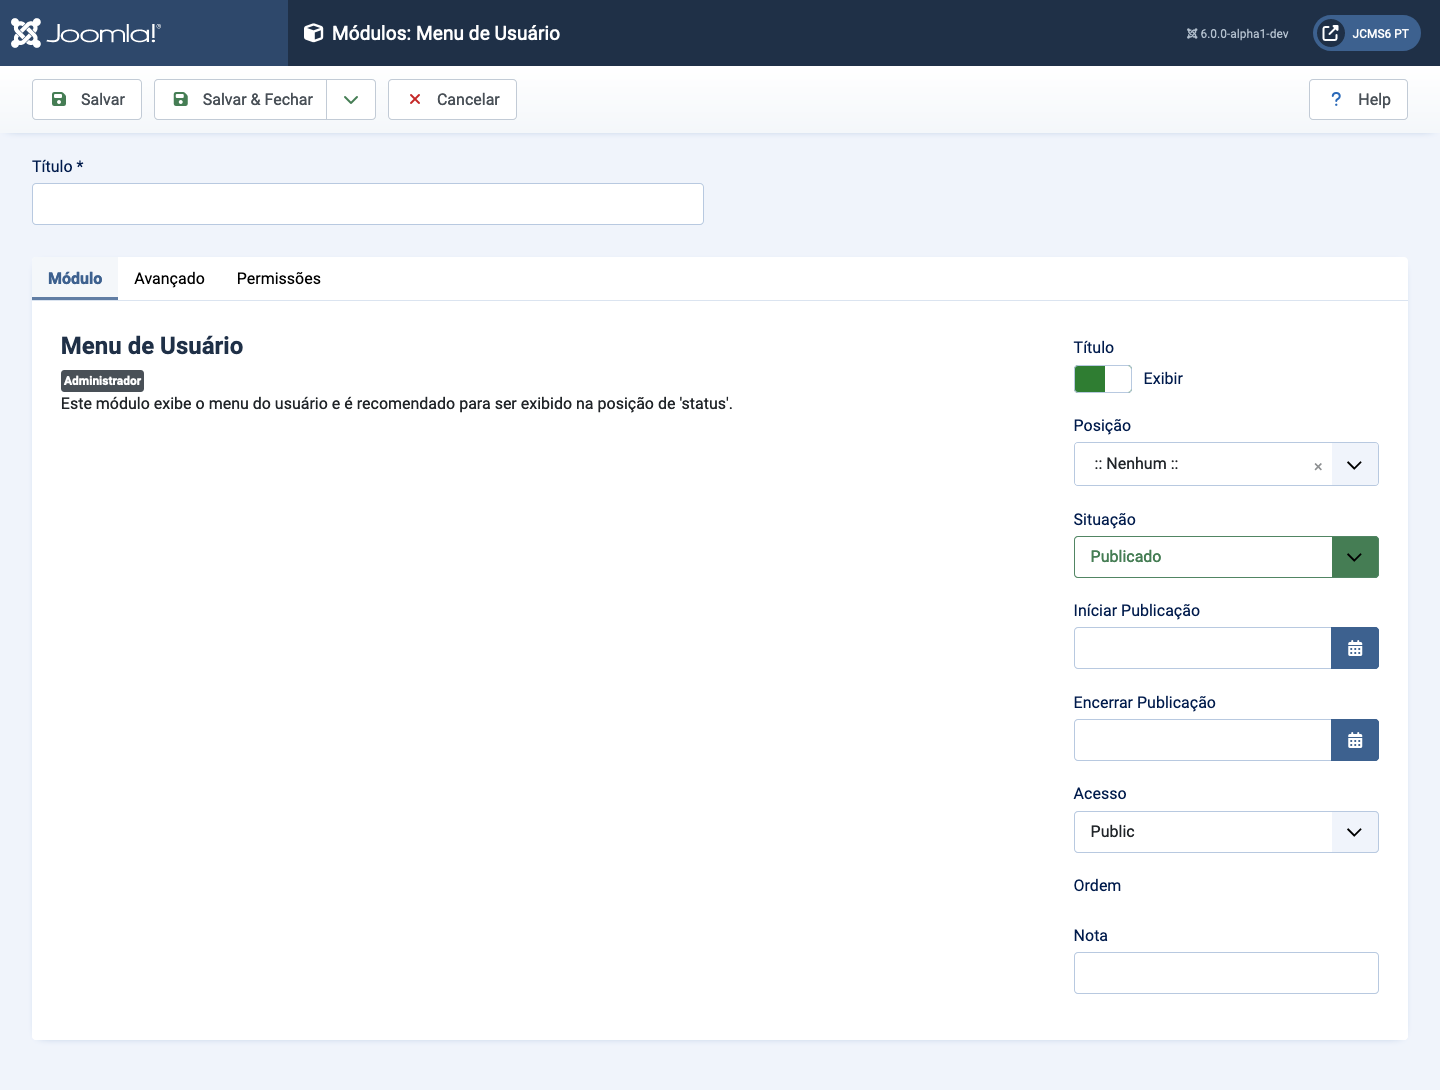 Joomla!®
Módulos: Menu de Usuário
6.0.0-alpha1-dev
JCMS6 PT
Salvar
Salvar & Fechar
Cancelar
? Help
Título *
Módulo
Avançado
Permissões
Menu de Usuário
Administrador
Este módulo exibe o menu do usuário e é recomendado para ser exibido na posição de 'status'.
Título
Exibir
Posição
:: Nenhum ::
×
Situação
Publicado
Iníciar Publicação
Encerrar Publicação
Acesso
Public
Ordem
Nota